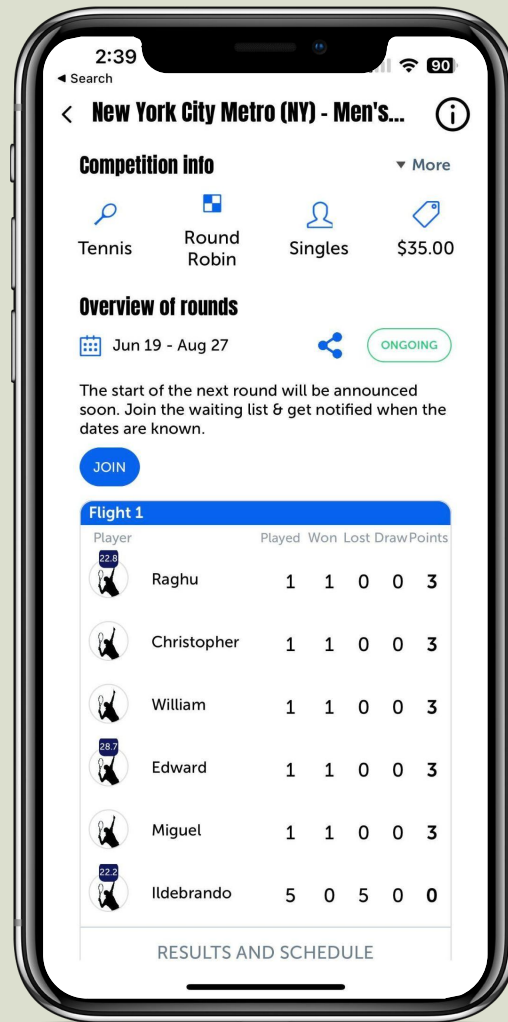 2:39
90
◀ Search
New York City Metro (NY) - Men's...
Competition info
▼ More
Tennis
Round Robin
Singles
$35.00
Overview of rounds
Jun 19 - Aug 27
ONGOING
The start of the next round will be announced
soon. Join the waiting list & get notified when the
dates are known.
JOIN
Flight 1
Player Played Won Lost Draw Points
22.8
Raghu 1 1 0 0 3
Christopher 1 1 0 0 3
William 1 1 0 0 3
28.7
Edward 1 1 0 0 3
Miguel 1 1 0 0 3
22.2
Ildebrando 5 0 5 0 0
RESULTS AND SCHEDULE